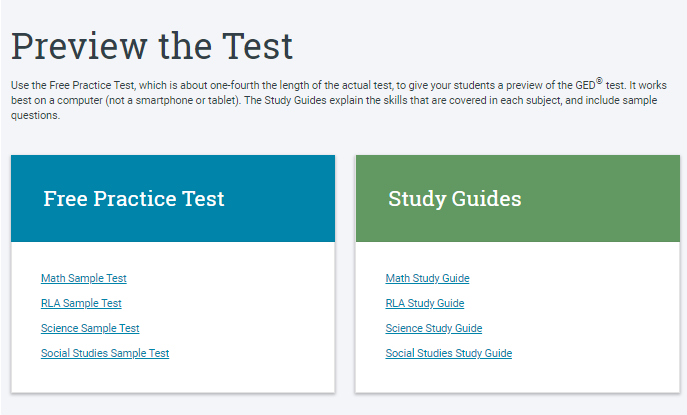 Preview the Test
Use the Free Practice Test, which is about one-fourth the length of the actual test, to give your students a preview of the GED® test. It works
best on a computer (not a smartphone or tablet). The Study Guides explain the skills that are covered in each subject, and include sample
questions.
Free Practice Test
Math Sample Test
RLA Sample Test
Science Sample Test
Social Studies Sample Test
Study Guides
Math Study Guide
RLA Study Guide
Science Study Guide
Social Studies Study Guide